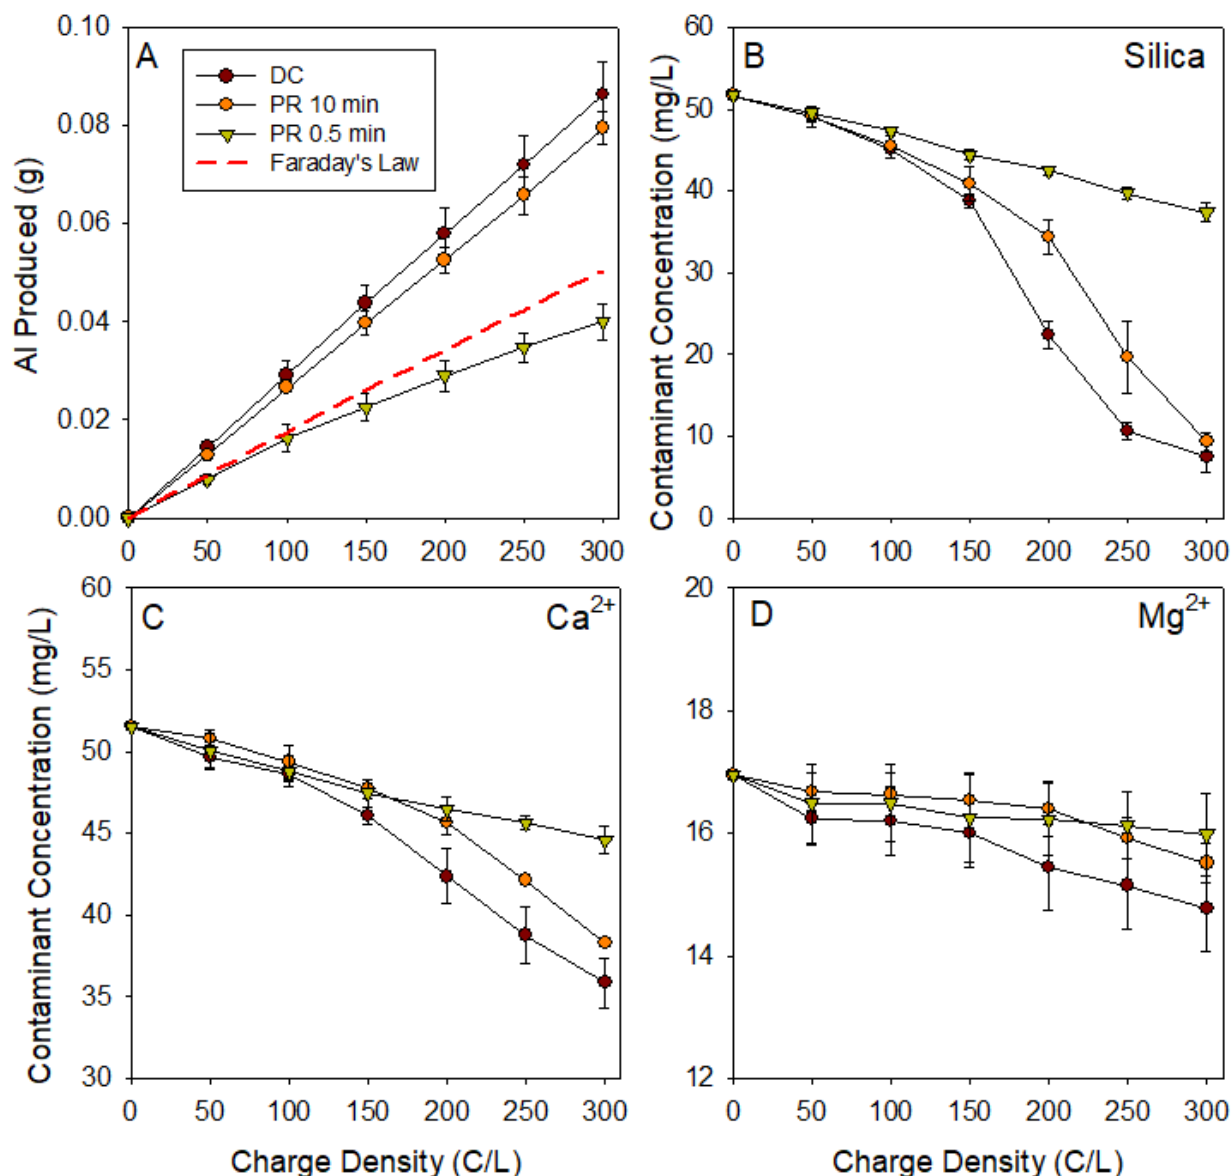 A
DC
PR 10 min
PR 0.5 min
Faraday's Law
Al Produced (g)
0.10
0.08
0.06
0.04
0.02
0.00
0 50 100 150 200 250 300
B
Silica
Contaminant Concentration (mg/L)
60
50
40
30
20
10
0
0 50 100 150 200 250 300
C
Ca2+
Contaminant Concentration (mg/L)
60
55
50
45
40
35
30
0 50 100 150 200 250 300
Charge Density (C/L)
D
Mg2+
Contaminant Concentration (mg/L)
20
18
16
14
12
0 50 100 150 200 250 300
Charge Density (C/L)